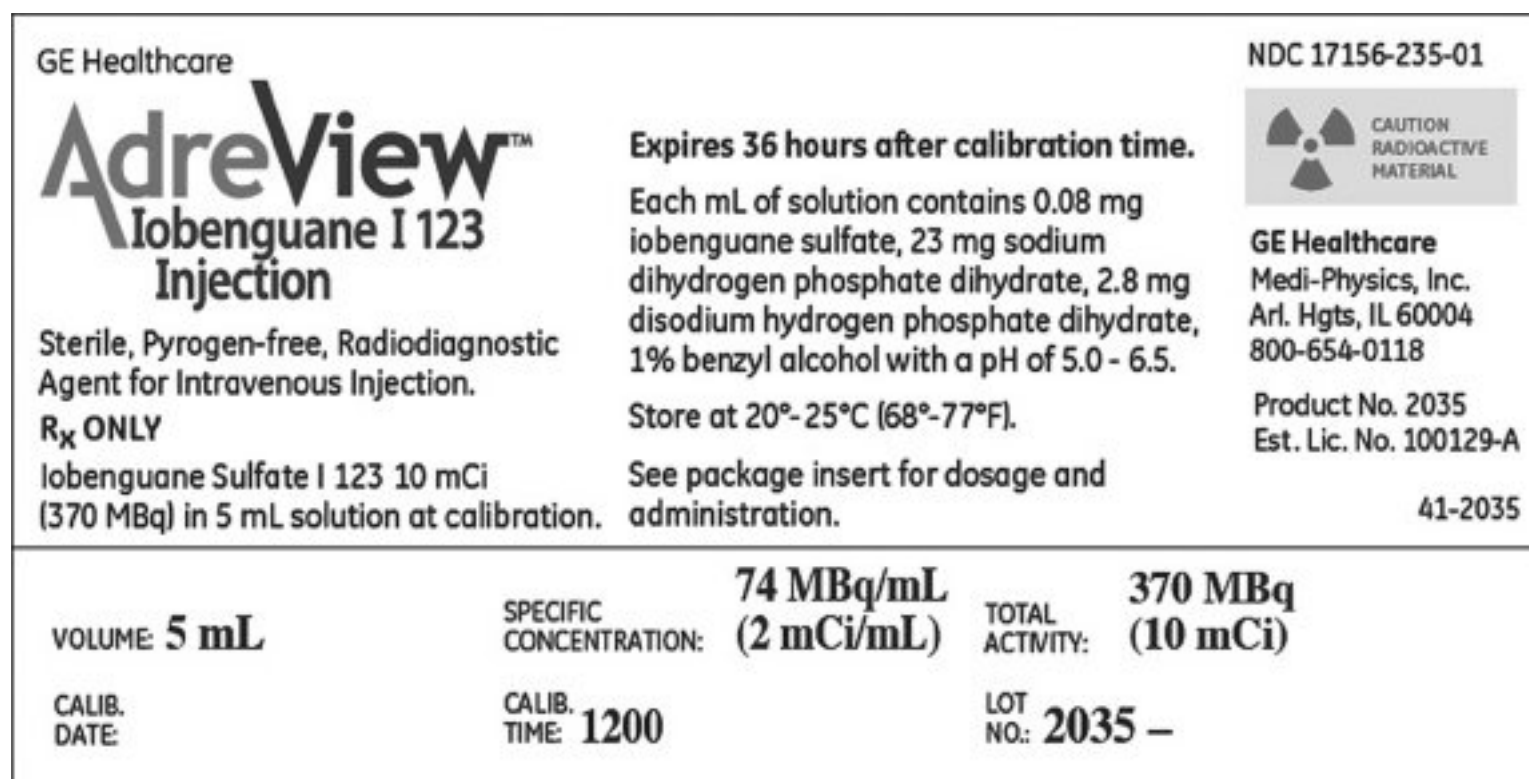 GE Healthcare
AdreView™
Iobenguane I 123
Injection
Sterile, Pyrogen-free, Radiodiagnostic
Agent for Intravenous Injection.
Rx ONLY
Iobenguane Sulfate I 123 10 mCi
(370 MBq) in 5 mL solution at calibration.
Expires 36 hours after calibration time.
Each mL of solution contains 0.08 mg
iobenguane sulfate, 23 mg sodium
dihydrogen phosphate dihydrate, 2.8 mg
disodium hydrogen phosphate dihydrate,
1% benzyl alcohol with a pH of 5.0 - 6.5.
Store at 20°-25°C (68°-77°F).
See package insert for dosage and
administration.
NDC 17156-235-01
CAUTION
RADIOACTIVE
MATERIAL
GE Healthcare
Medi-Physics, Inc.
Arl. Hgts, IL 60004
800-654-0118
Product No. 2035
Est. Lic. No. 100129-A
41-2035
VOLUME: 5 mL
SPECIFIC
CONCENTRATION:
74 MBq/mL
(2 mCi/mL)
TOTAL
ACTIVITY:
370 MBq
(10 mCi)
CALIB.
DATE:
CALIB.
TIME: 1200
LOT
NO.: 2035 –